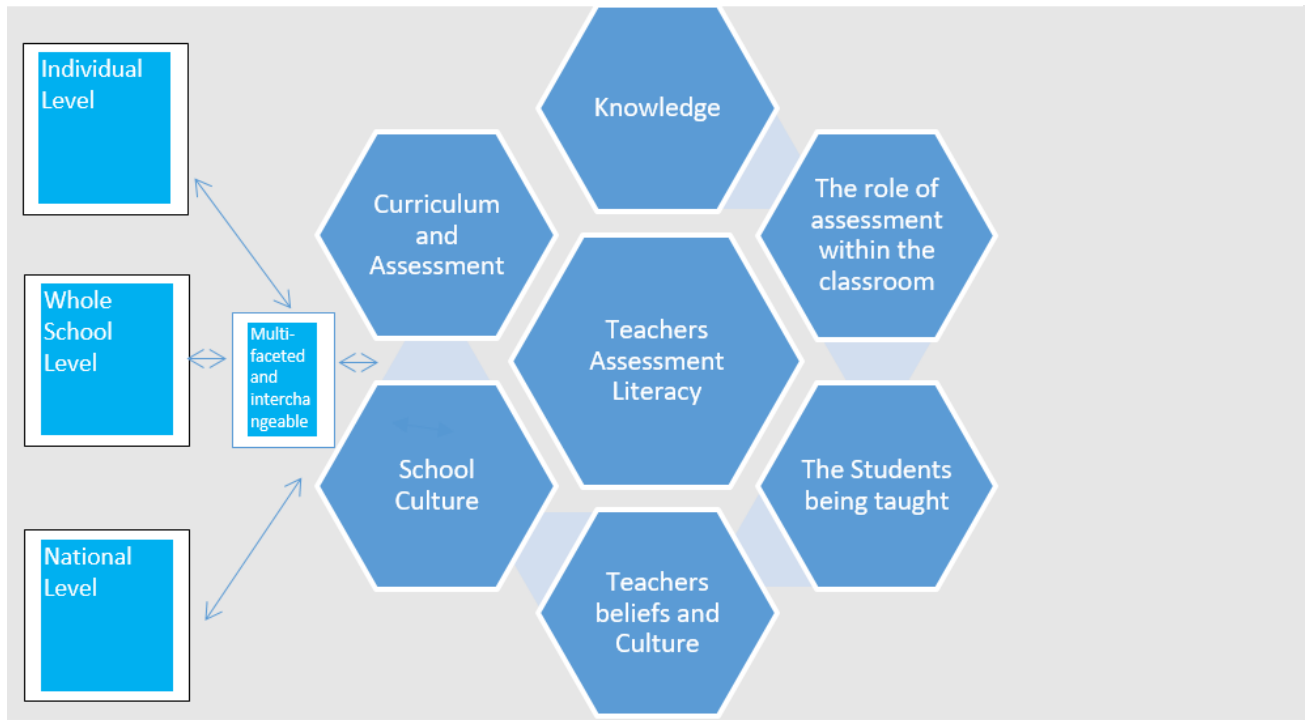 Individual
Level
Whole
School
Level
National
Level
Multi-
faceted
and
intercha
ngeable
Knowledge
Curriculum
and
Assessment
The role of
assessment
within the
classroom
Teachers
Assessment
Literacy
School
Culture
The Students
being taught
Teachers
beliefs and
Culture